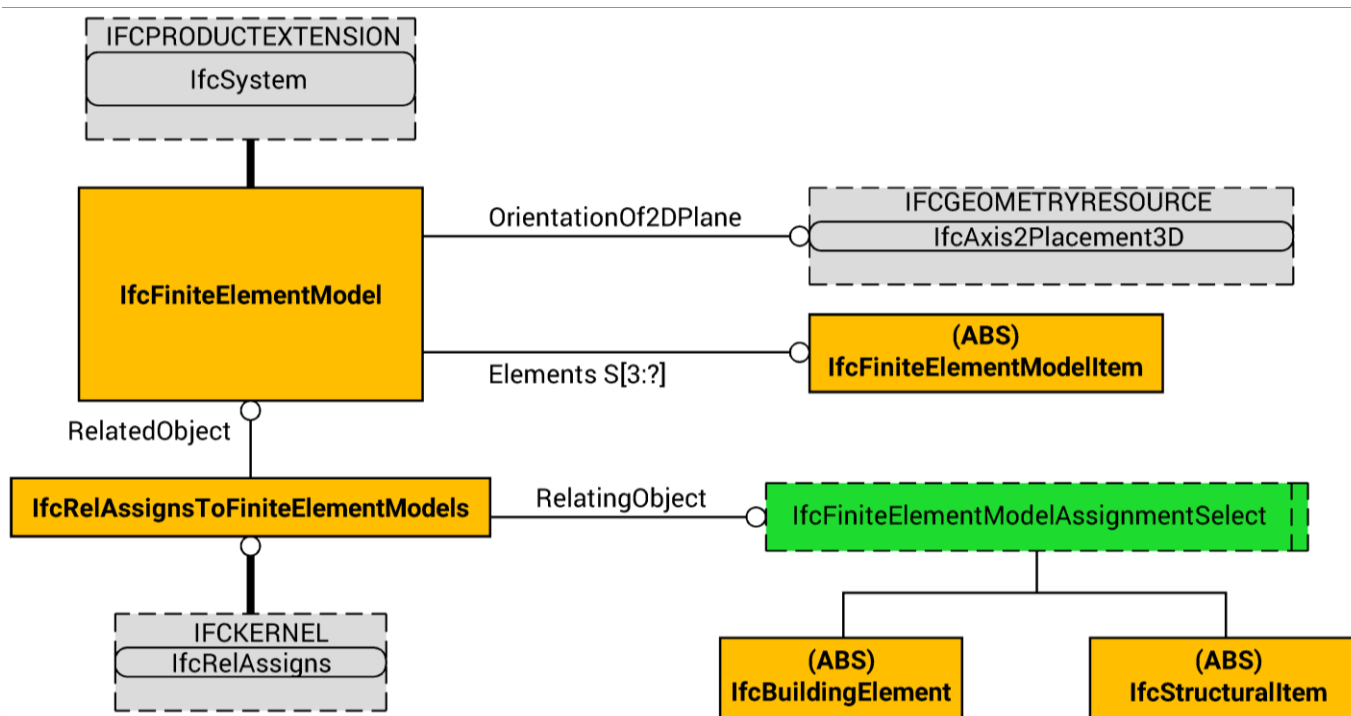 IFCPRODUCTEXTENSION
IfcSystem
OrientationOf2DPlane
IFCGEOMETRYRESOURCE
IfcAxis2Placement3D
IfcFiniteElementModel
Elements S[3:?]
(ABS)
IfcFiniteElementModelItem
RelatedObject
IfcRelAssignsToFiniteElementModels
RelatingObject
IfcFiniteElementModelAssignmentSelect
IFCKERNEL
IfcRelAssigns
(ABS)
IfcBuildingElement
(ABS)
IfcStructuralItem